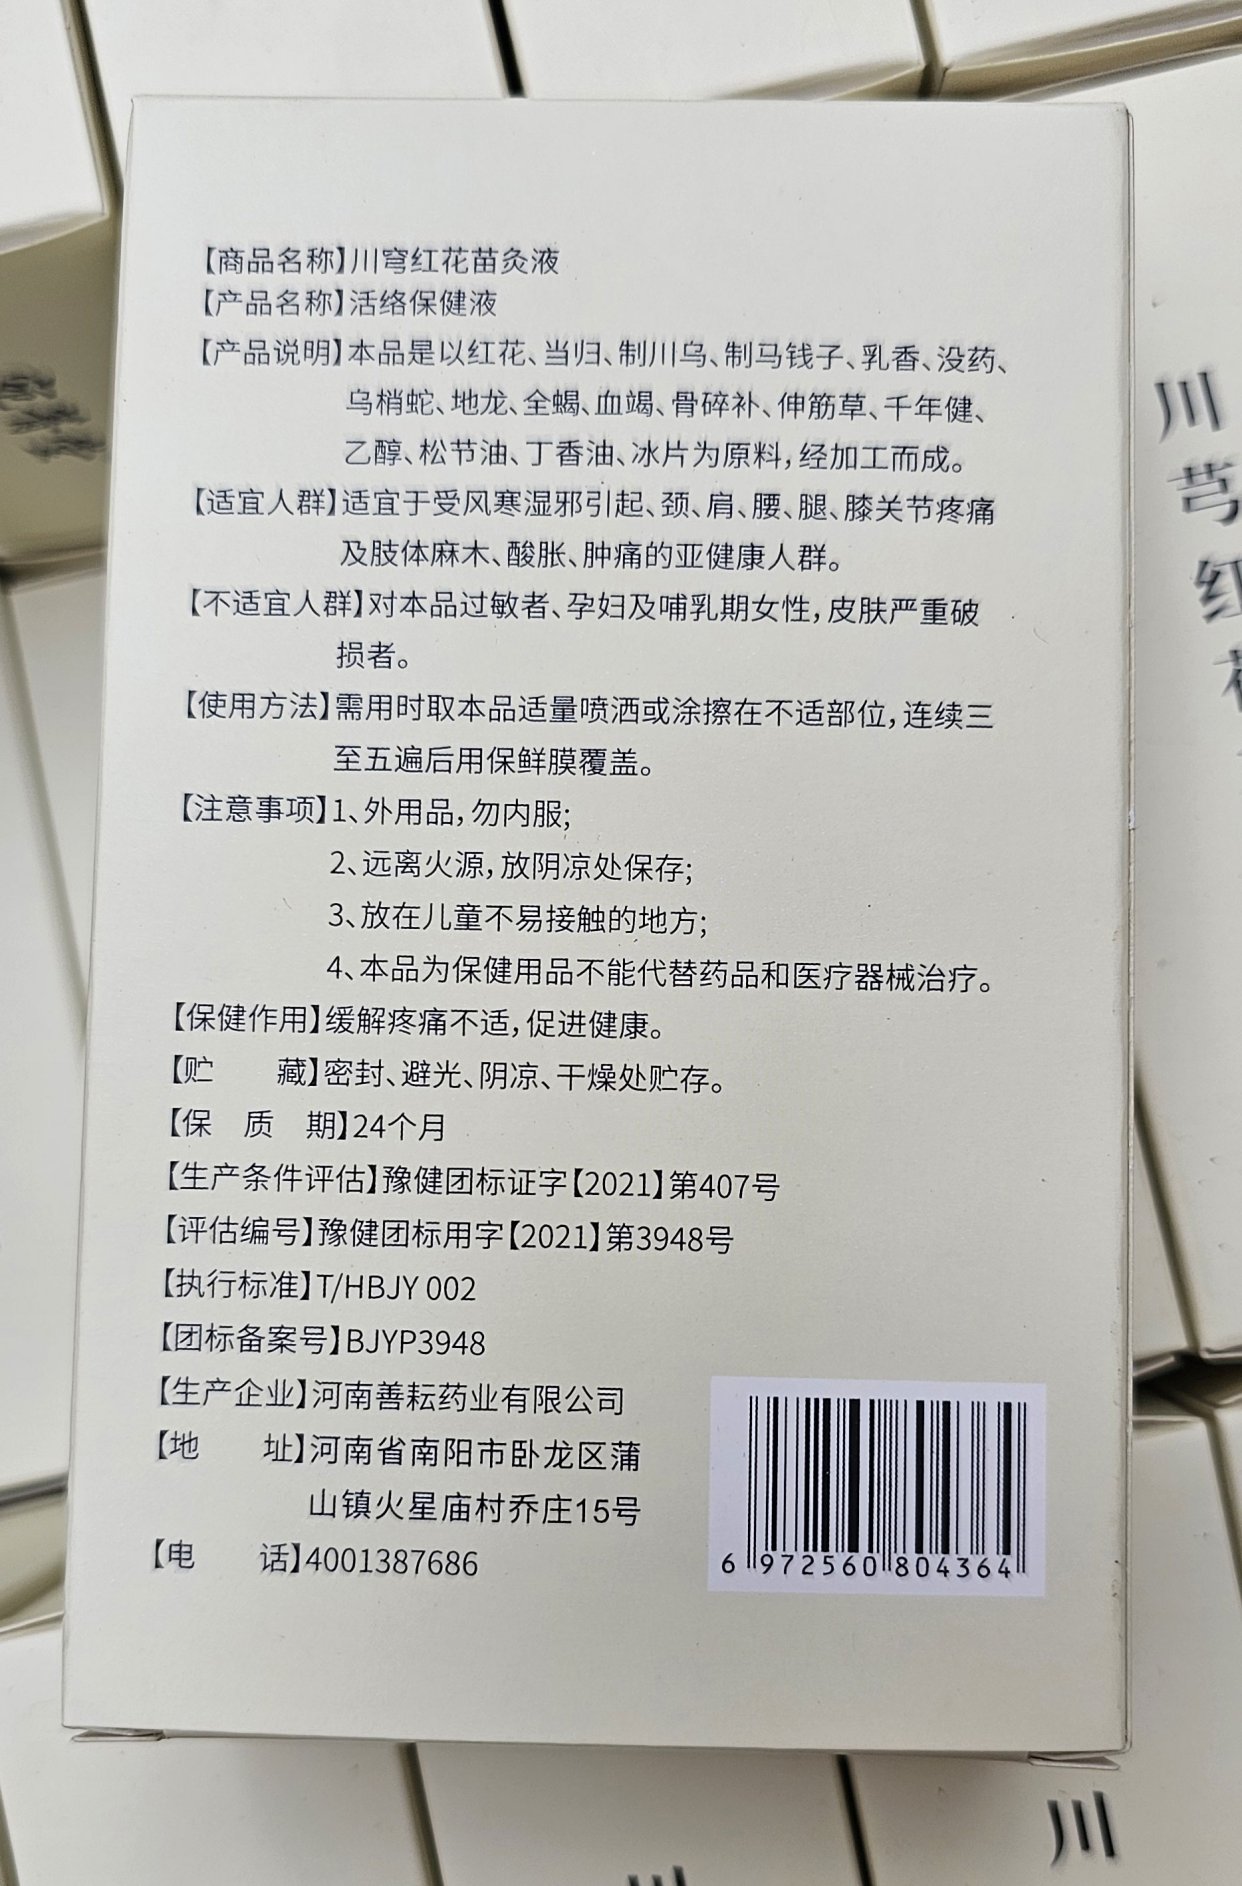 【商品名称】川穹红花苗灸液
【产品名称】活络保健液
【产品说明】本品是以红花、当归、制川乌、制马钱子、乳香、没药、
乌梢蛇、地龙、全蝎、血竭、骨碎补、伸筋草、千年健、
乙醇、松节油、丁香油、冰片为原料，经加工而成。
【适宜人群】适宜于受风寒湿邪引起、颈、肩、腰、腿、膝关节疼痛
及肢体麻木、酸胀、肿痛的亚健康人群。
【不适宜人群】对本品过敏者、孕妇及哺乳期女性，皮肤严重破
损者。
【使用方法】需用时取本品适量喷洒或涂擦在不适部位，连续三
至五遍后用保鲜膜覆盖。
【注意事项】1、外用品，勿内服；
2、远离火源，放阴凉处保存；
3、放在儿童不易接触的地方；
4、本品为保健用品不能代替药品和医疗器械治疗。
【保健作用】缓解疼痛不适，促进健康。
【贮 藏】密封、避光、阴凉、干燥处贮存。
【保 质 期】24个月
【生产条件评估】豫健团标证字【2021】第407号
【评估编号】豫健团标用字【2021】第3948号
【执行标准】T/HBJY 002
【团标备案号】BJYP3948
【生产企业】河南善耘药业有限公司
【地 址】河南省南阳市卧龙区蒲
山镇火星庙村乔庄15号
【电 话】4001387686
6 972560 804364
川
芎
红
花
川
川